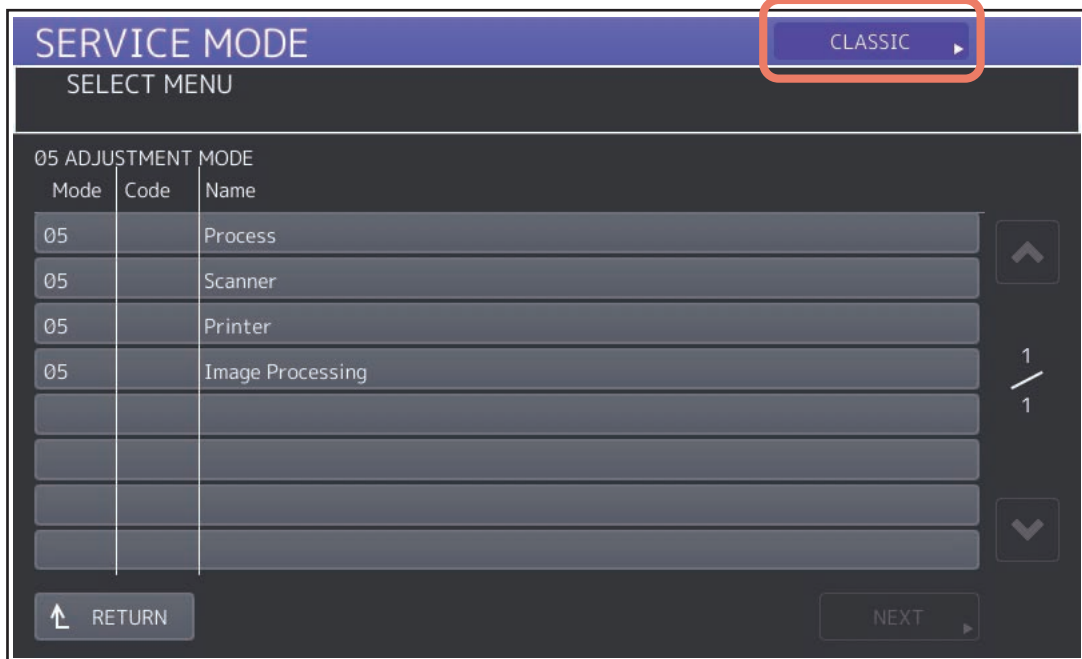 SERVICE MODE
CLASSIC
SELECT MENU
05 ADJUSTMENT MODE
Mode Code Name
05 Process
05 Scanner
05 Printer
05 Image Processing
1
1
RETURN
NEXT